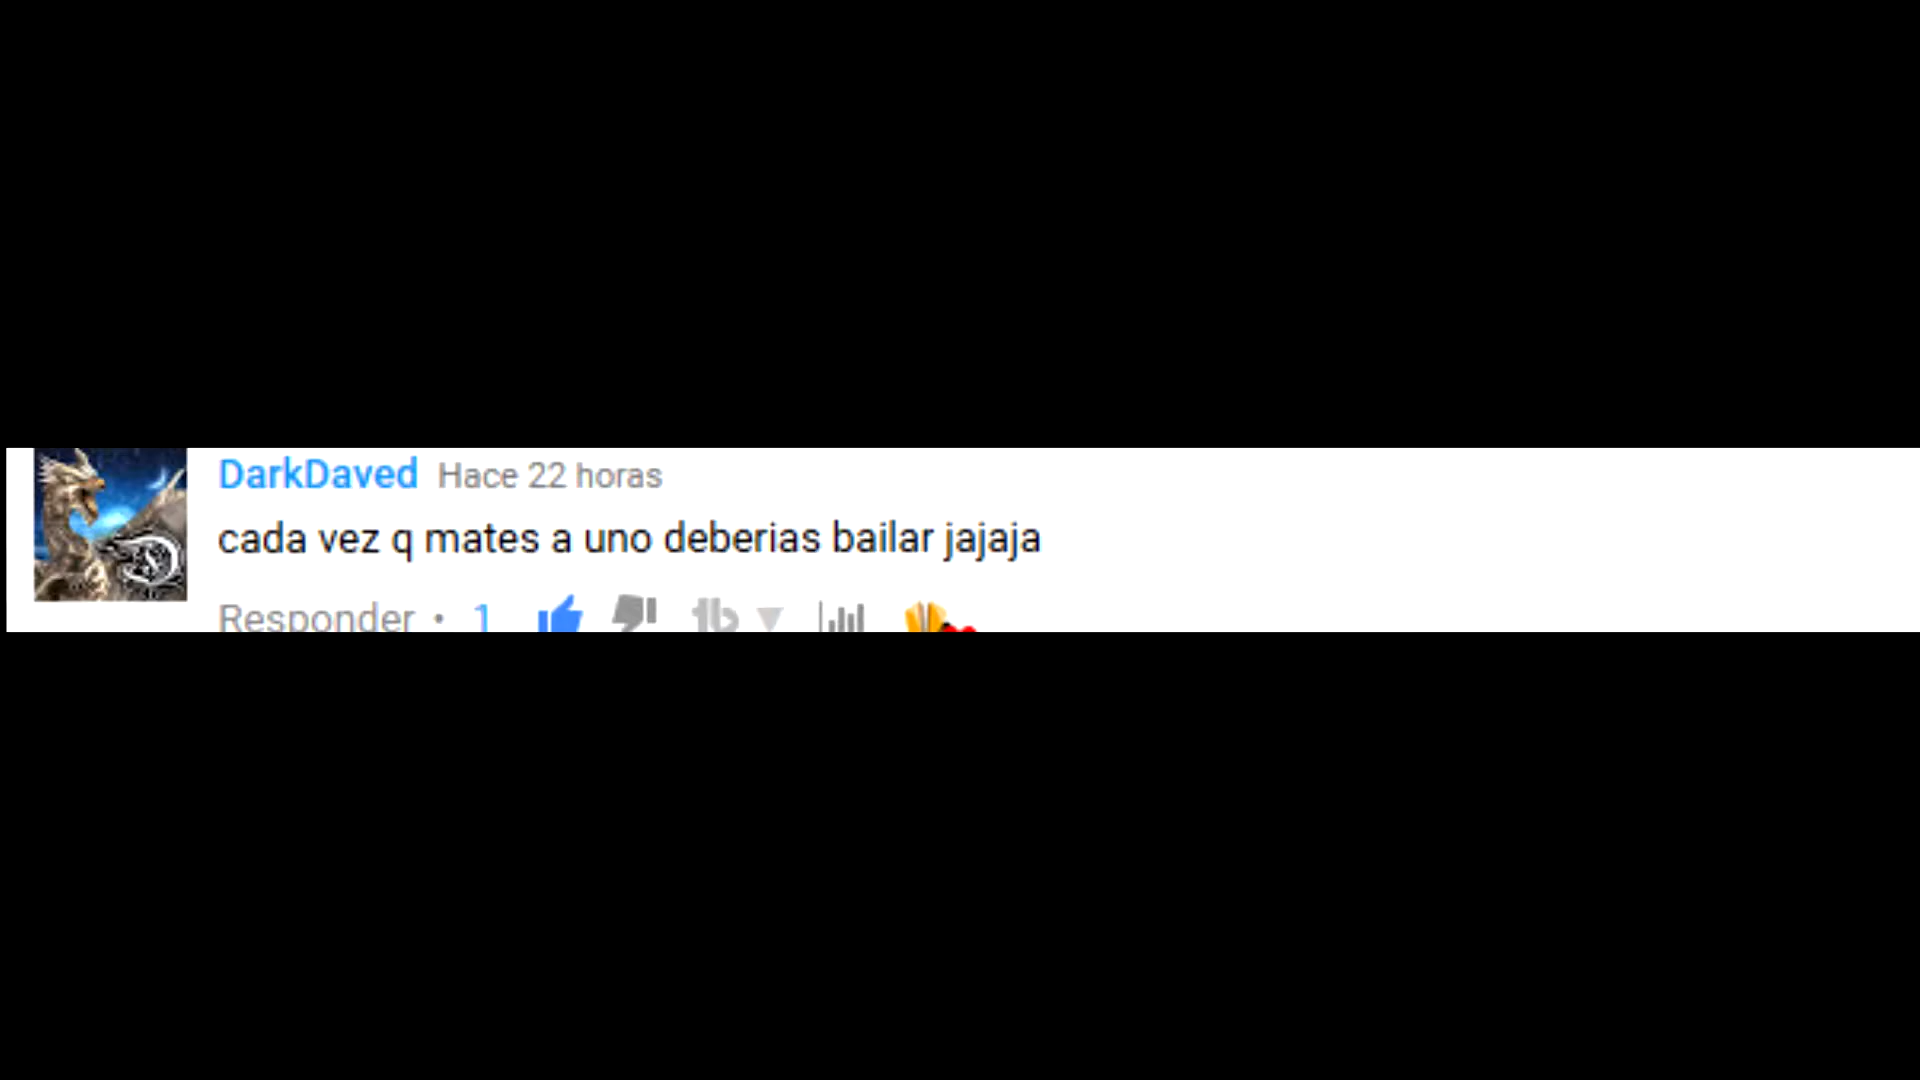 DarkDaved Hace 22 horas
cada vez q mates a uno deberias bailar jajaja
Responder • 1